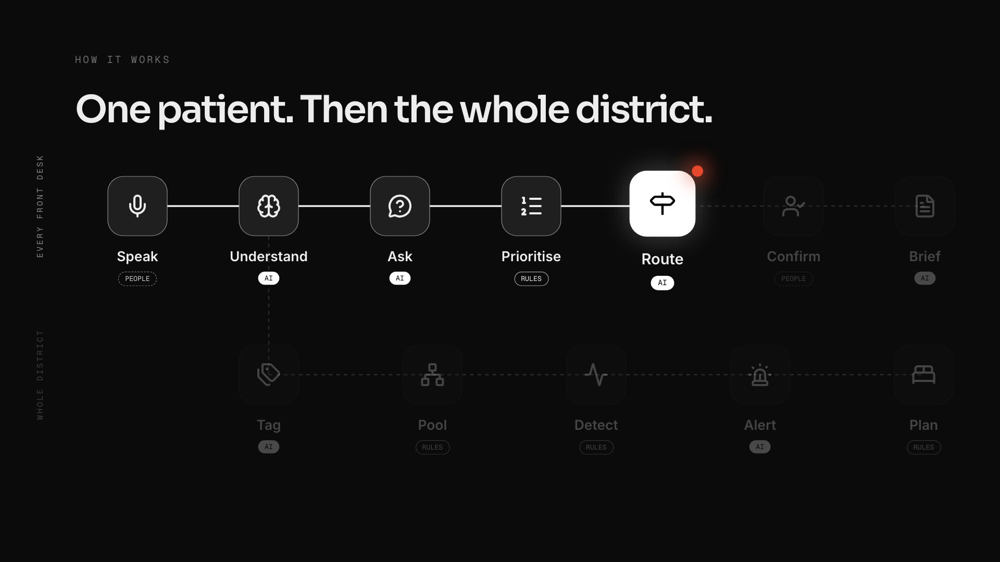 HOW IT WORKS
One patient. Then the whole district.
EVERY FRONT DESK
Speak
PEOPLE
Understand
AI
Ask
AI
Prioritise
RULES
Route
AI
Confirm
PEOPLE
Brief
AI
WHOLE DISTRICT
Tag
AI
Pool
RULES
Detect
RULES
Alert
AI
Plan
RULES